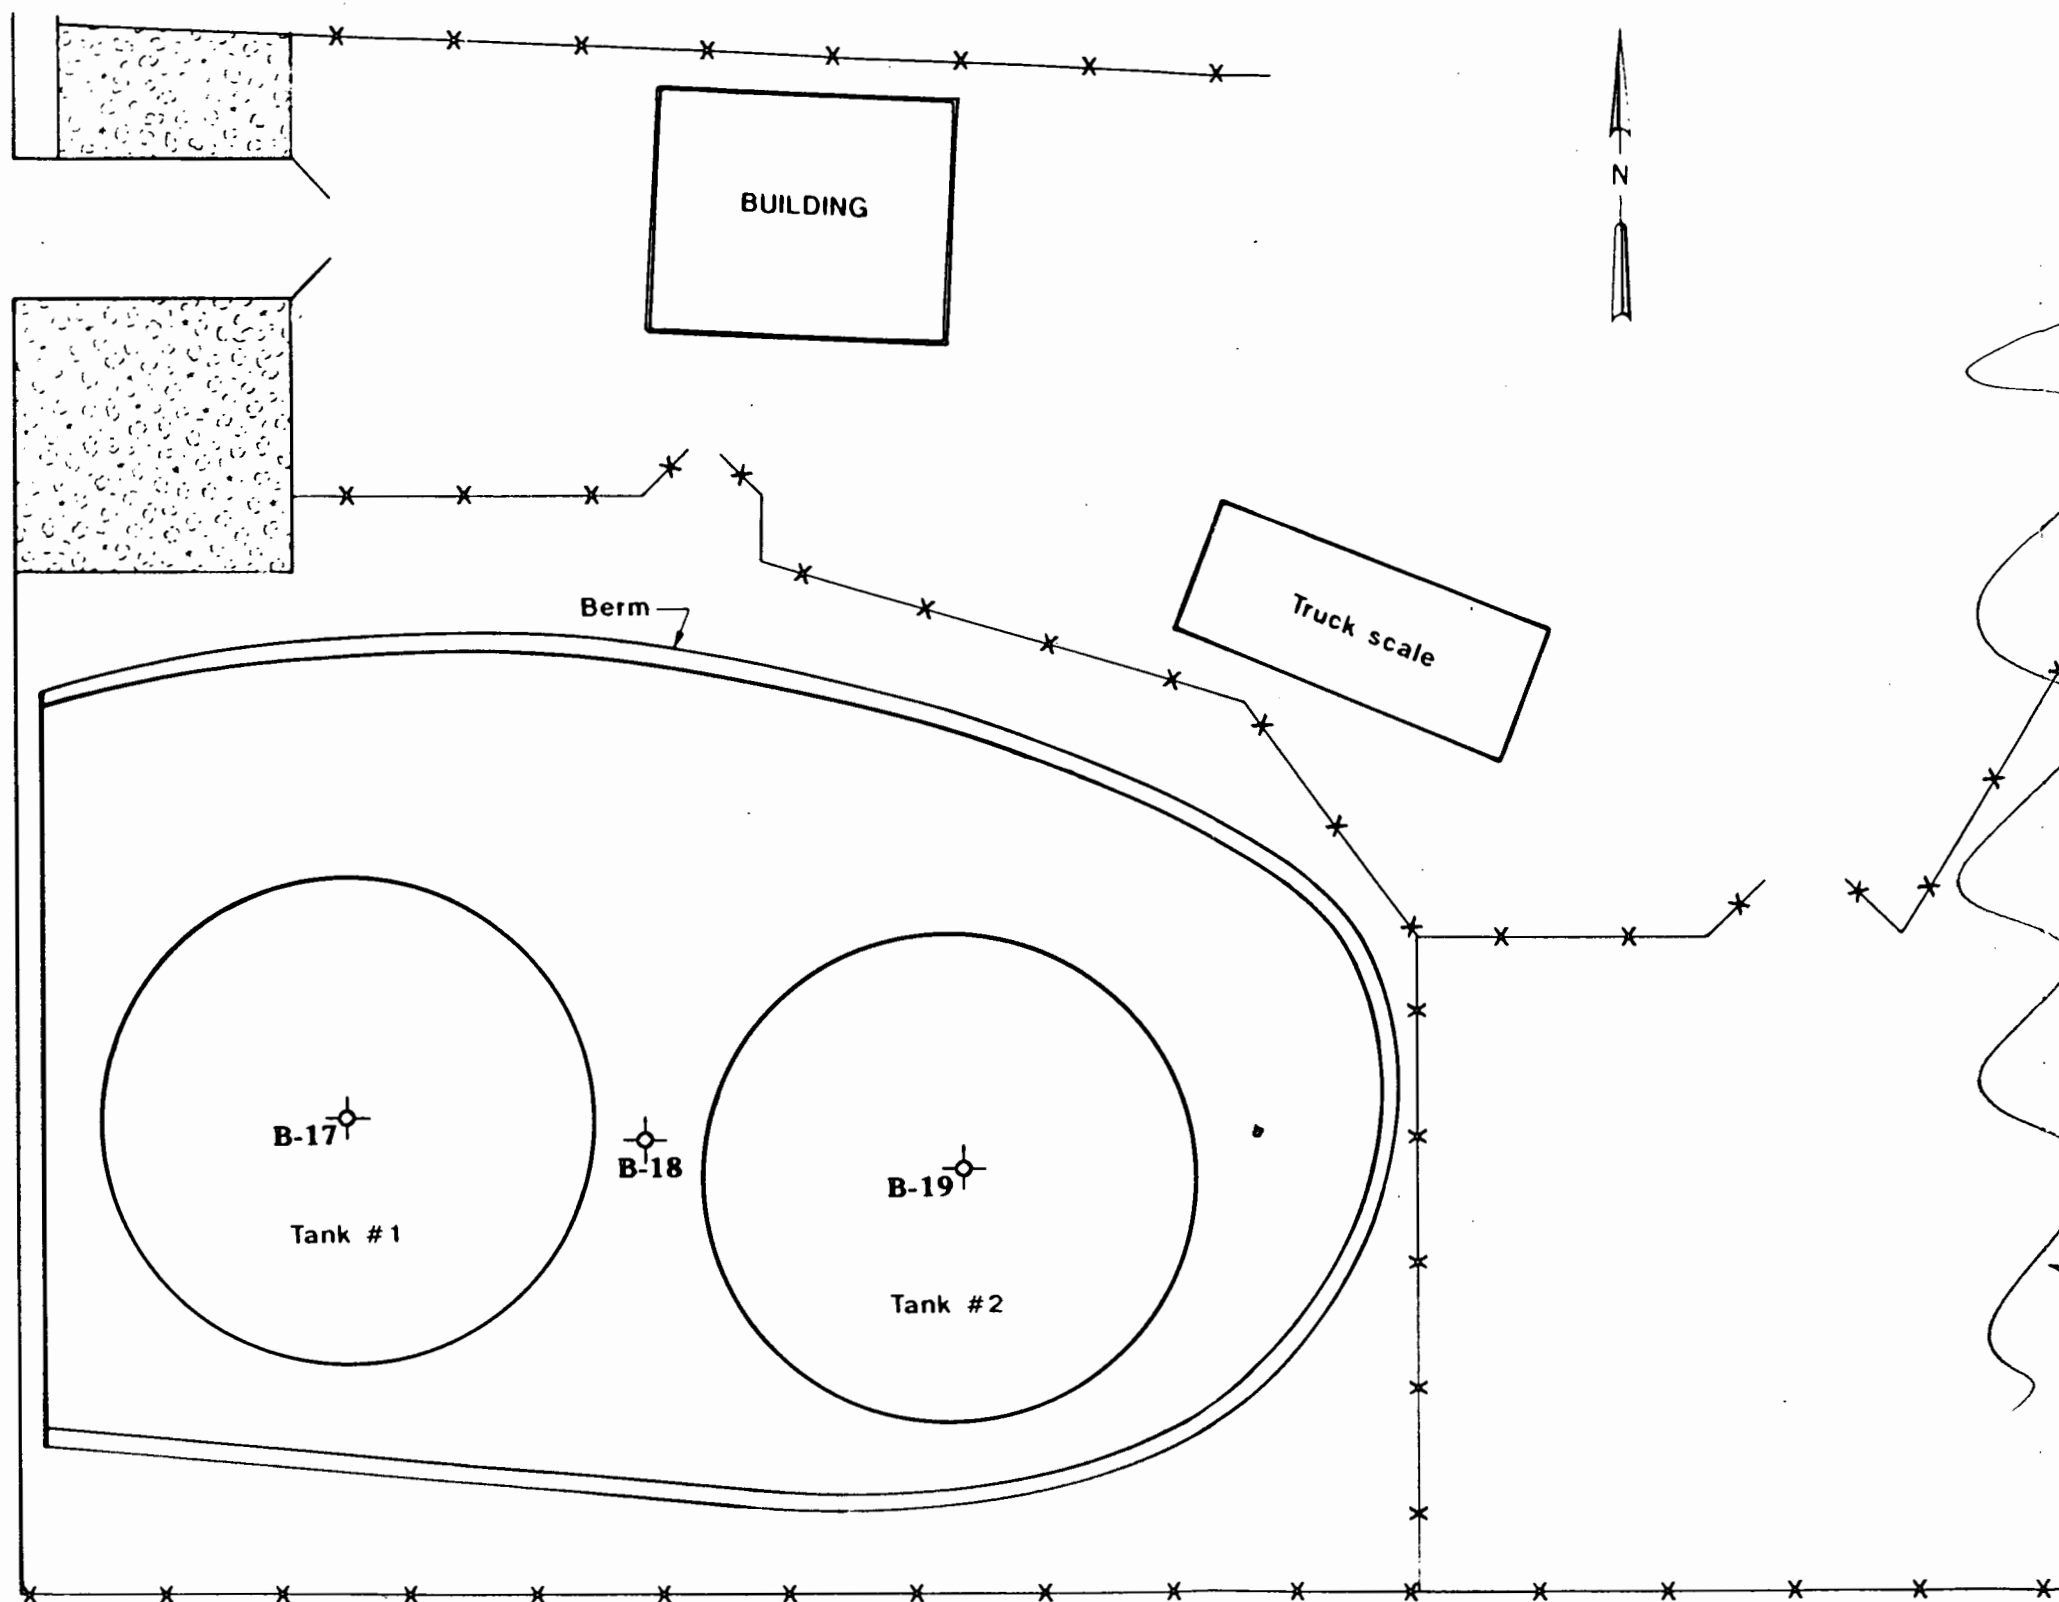 N
BUILDING
Truck scale
Berm
B-17
B-18
B-19
Tank #1
Tank #2